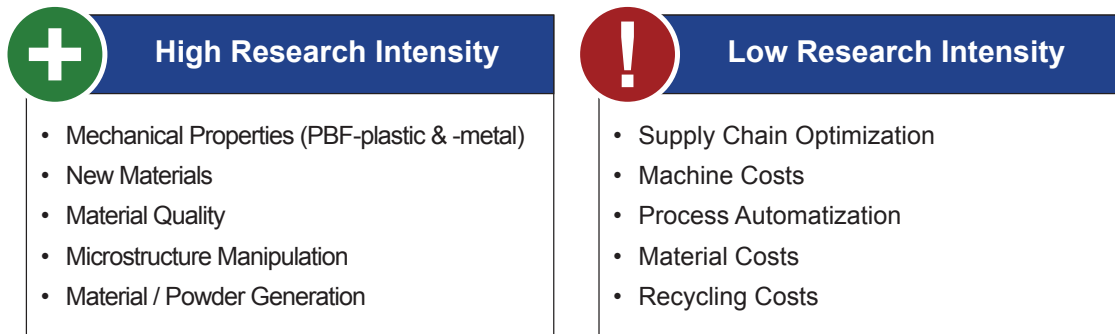 High Research Intensity
• Mechanical Properties (PBF-plastic & -metal)
• New Materials
• Material Quality
• Microstructure Manipulation
• Material / Powder Generation
! Low Research Intensity
• Supply Chain Optimization
• Machine Costs
• Process Automatization
• Material Costs
• Recycling Costs